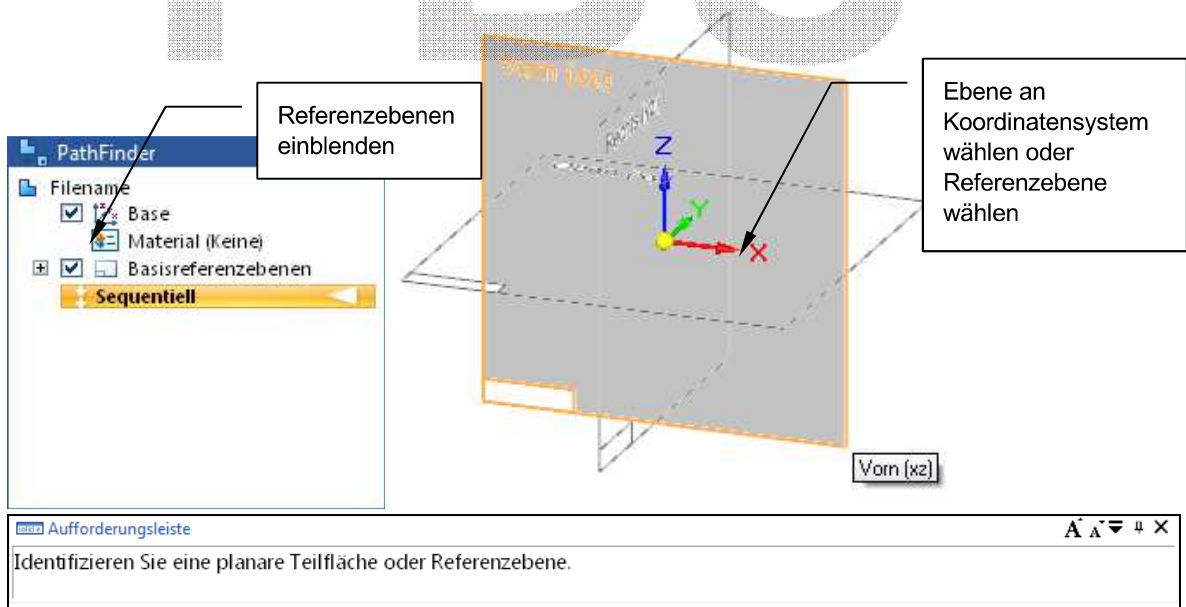 Referenzebenen
einblenden
Ebene an
Koordinatensystem
wählen oder
Referenzebene
wählen
PathFinder
Filename
Base
Material (Keine)
Basisreferenzebenen
Sequentiell
Z
Y
X
Vorn (xz)
Aufforderungsleiste
Identifizieren Sie eine planare Teilfläche oder Referenzebene.